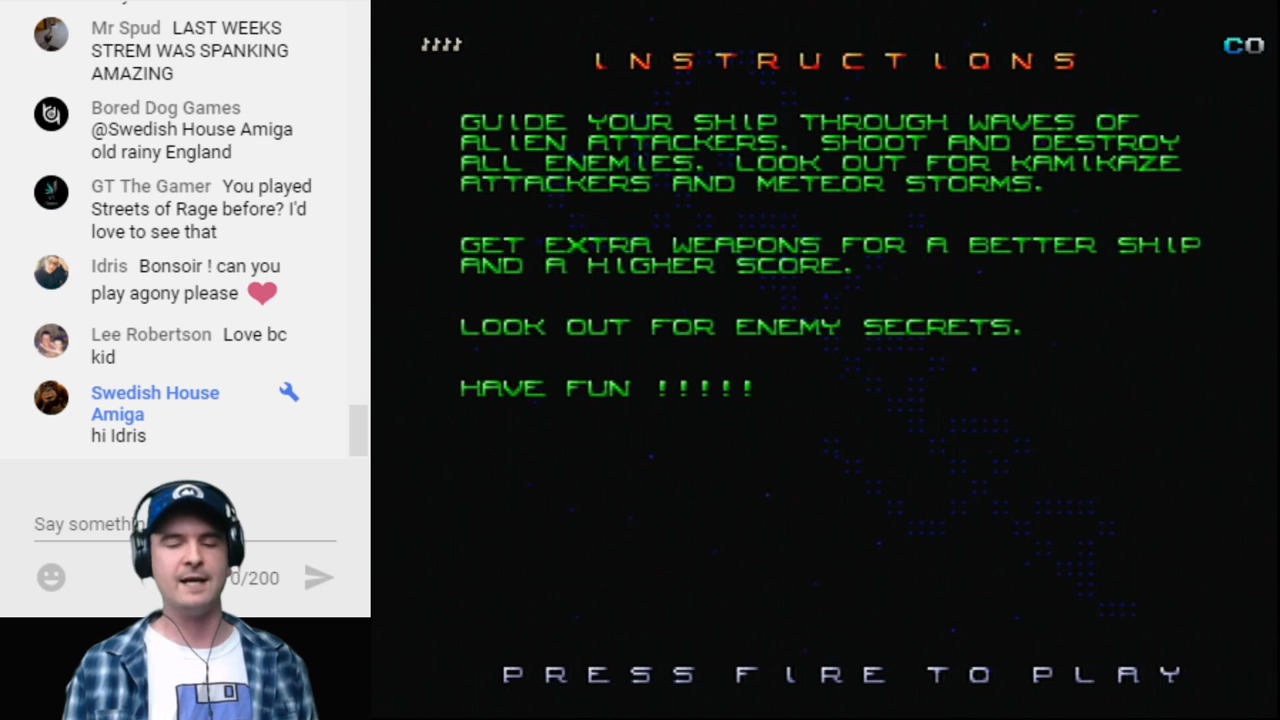 Mr Spud LAST WEEKS
STREM WAS SPANKING
AMAZING
Bored Dog Games
@Swedish House Amiga
old rainy England
GT The Gamer You played
Streets of Rage before? I'd
love to see that
Idris Bonsoir ! can you
play agony please
Lee Robertson Love bc
kid
Swedish House
Amiga
hi Idris
Say somethin
0/200
CO
INSTRUCTIONS
GUIDE YOUR SHIP THROUGH WAVES OF
ALIEN ATTACKERS. SHOOT AND DESTROY
ALL ENEMIES. LOOK OUT FOR KAMIKAZE
ATTACKERS AND METEOR STORMS.
GET EXTRA WEAPONS FOR A BETTER SHIP
AND A HIGHER SCORE.
LOOK OUT FOR ENEMY SECRETS.
HAVE FUN !!!!!
PRESS FIRE TO PLAY